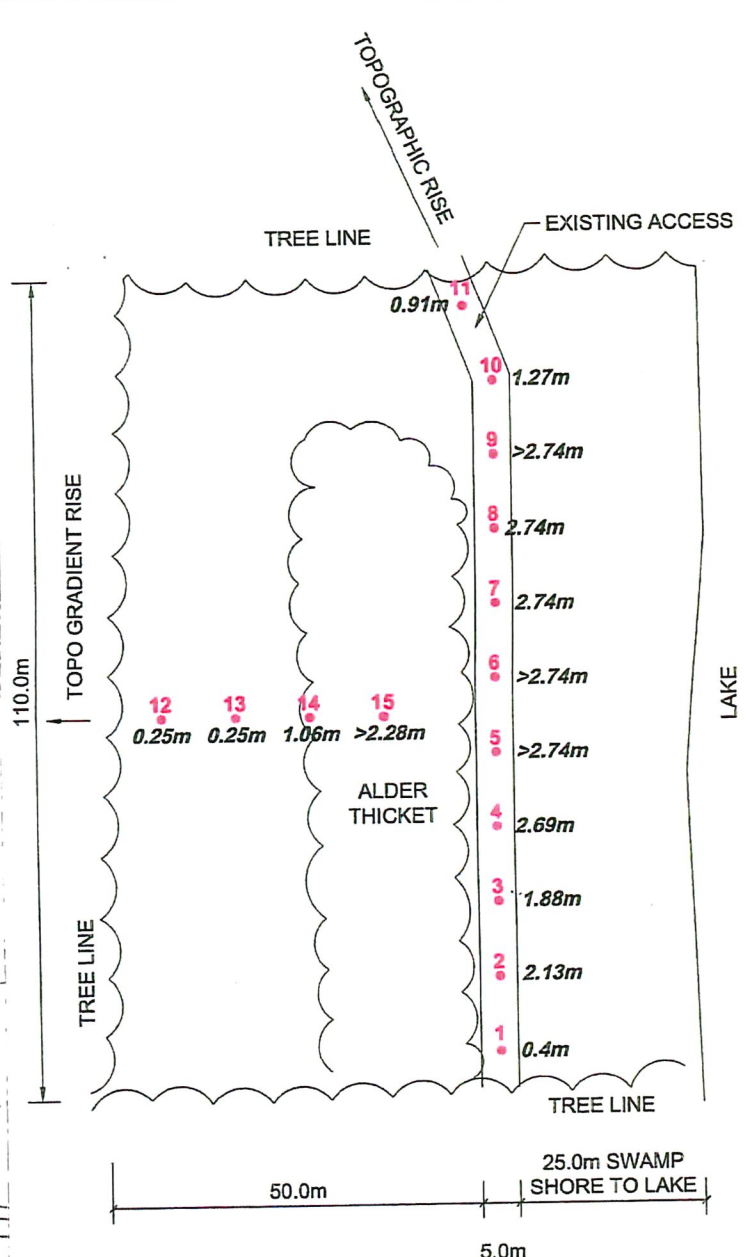 TOPOGRAPHIC RISE
EXISTING ACCESS
TREE LINE
11
0.91m
10
1.27m
9
>2.74m
8
2.74m
7
2.74m
TOPO GRADIENT RISE
110.0m
6
>2.74m
LAKE
12
13
14
15
0.25m
0.25m
1.06m
>2.28m
5
>2.74m
ALDER
THICKET
4
2.69m
3
1.88m
TREE LINE
2
2.13m
1
0.4m
TREE LINE
25.0m SWAMP
SHORE TO LAKE
50.0m
5.0m